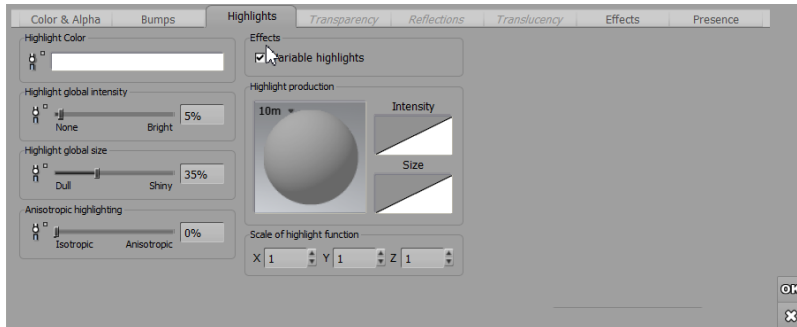 Color & Alpha Bumps Highlights Transparency Reflections Translucency Effects Presence
Highlight Color
Effects
Variable highlights
Highlight global intensity
5%
None Bright
Highlight production
10m
Intensity
Size
Highlight global size
35%
Dull Shiny
Anisotropic highlighting
0%
Isotropic Anisotropic
Scale of highlight function
X 1 Y 1 Z 1
OK